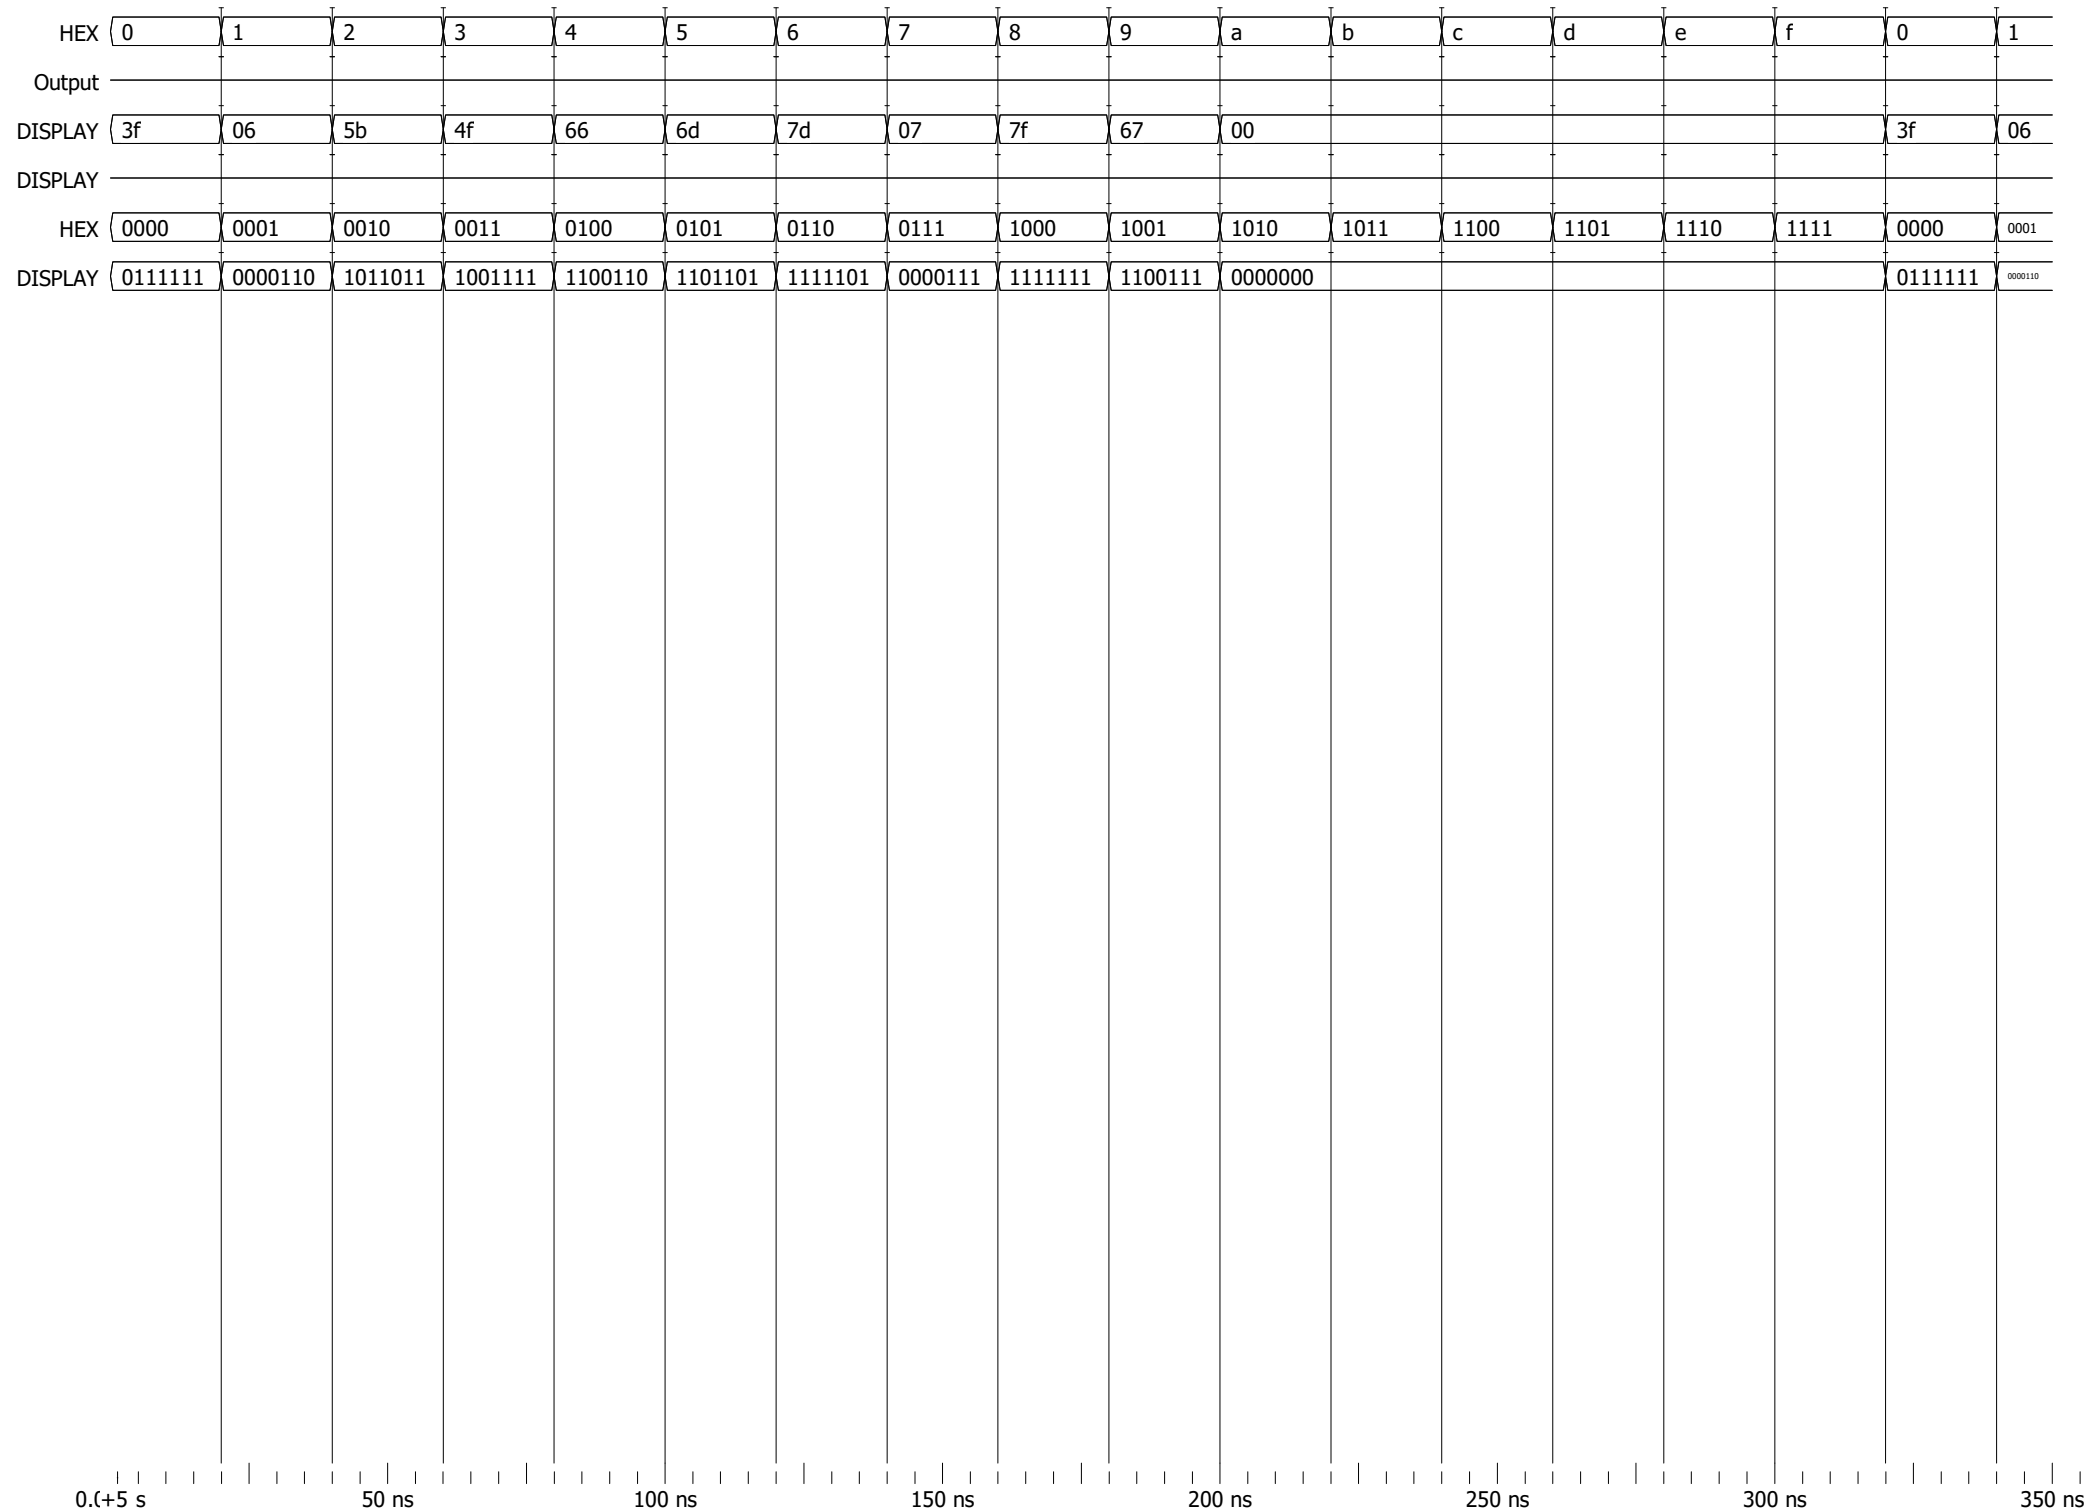 HEX 0 1 2 3 4 5 6 7 8 9 a b c d e f 0 1
Output
DISPLAY 3f 06 5b 4f 66 6d 7d 07 7f 67 00 3f 06
DISPLAY
HEX 0000 0001 0010 0011 0100 0101 0110 0111 1000 1001 1010 1011 1100 1101 1110 1111 0000 0001
DISPLAY 0111111 0000110 1011011 1001111 1100110 1101101 1111101 0000111 1111111 1100111 0000000 0111111 0000110
0.(+5 s 50 ns 100 ns 150 ns 200 ns 250 ns 300 ns 350 ns